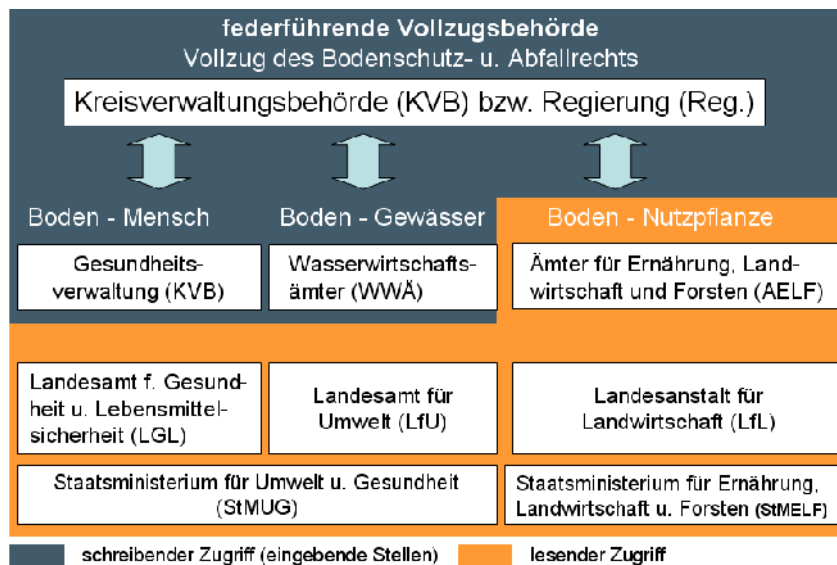 federführende Vollzugsbehörde
Vollzug des Bodenschutz- u. Abfallrechts
Kreisverwaltungsbehörde (KVB) bzw. Regierung (Reg.)
Boden - Mensch
Gesundheits-
verwaltung (KVB)
Boden - Gewässer
Wasserwirtschafts-
ämter (WWÄ)
Boden - Nutzpflanze
Ämter für Ernährung, Land-
wirtschaft und Forsten (AELF)
Landesamt f. Gesund-
heit u. Lebensmittel-
sicherheit (LGL)
Landesamt für
Umwelt (LfU)
Landesanstalt für
Landwirtschaft (LfL)
Staatsministerium für Umwelt u. Gesundheit
(StMUG)
Staatsministerium für Ernährung,
Landwirtschaft u. Forsten (StMELF)
schreibender Zugriff (eingebende Stellen)
lesender Zugriff